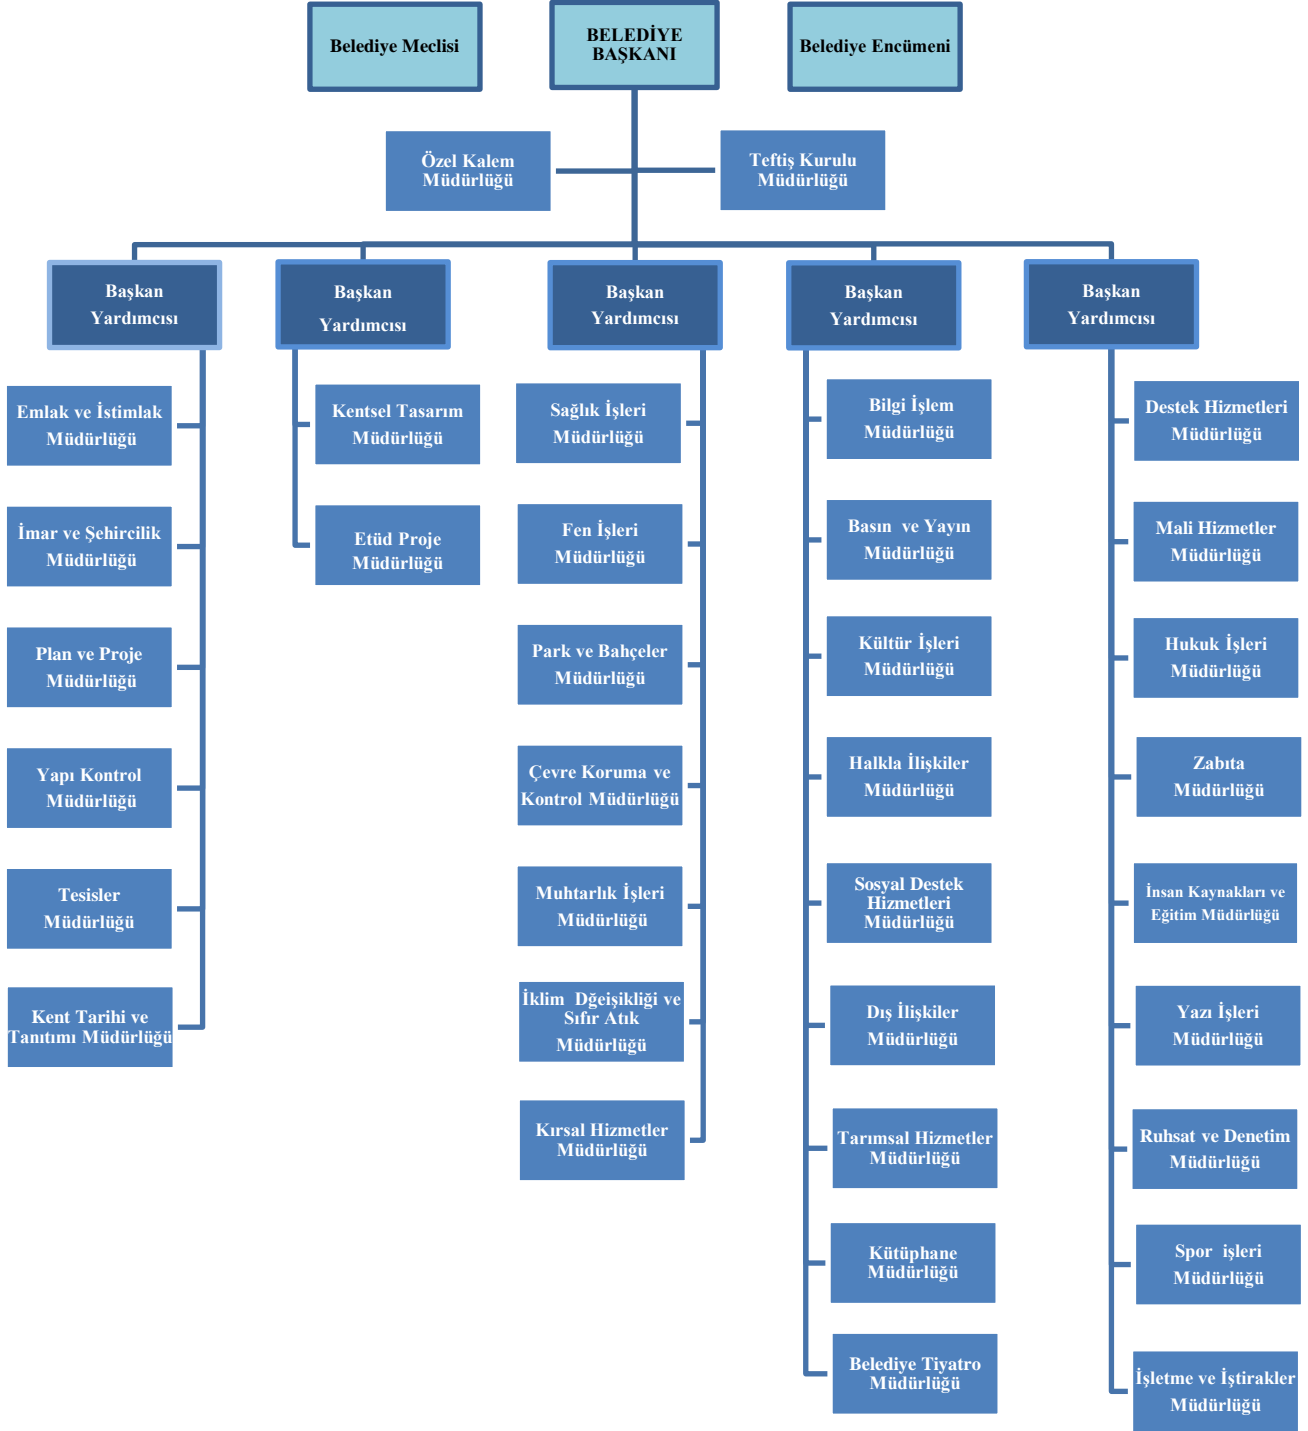 Belediye Meclisi
BELEDİYE
BAŞKANI
Belediye Encümeni
Özel Kalem
Müdürlüğü
Teftiş Kurulu
Müdürlüğü
Başkan
Yardımcısı
Başkan
Yardımcısı
Başkan
Yardımcısı
Başkan
Yardımcısı
Başkan
Yardımcısı
Emlak ve İstimlak
Müdürlüğü
İmar ve Şehircilik
Müdürlüğü
Plan ve Proje
Müdürlüğü
Yapı Kontrol
Müdürlüğü
Tesisler
Müdürlüğü
Kent Tarihi ve
Tanıtımı Müdürlüğü
Kentsel Tasarım
Müdürlüğü
Etüd Proje
Müdürlüğü
Sağlık İşleri
Müdürlüğü
Fen İşleri
Müdürlüğü
Park ve Bahçeler
Müdürlüğü
Çevre Koruma ve
Kontrol Müdürlüğü
Muhtarlık İşleri
Müdürlüğü
İklim Dğeişikliği ve
Sıfır Atık
Müdürlüğü
Kırsal Hizmetler
Müdürlüğü
Bilgi İşlem
Müdürlüğü
Basın ve Yayın
Müdürlüğü
Kültür İşleri
Müdürlüğü
Halkla İlişkiler
Müdürlüğü
Sosyal Destek
Hizmetleri
Müdürlüğü
Dış İlişkiler
Müdürlüğü
Tarımsal Hizmetler
Müdürlüğü
Kütüphane
Müdürlüğü
Belediye Tiyatro
Müdürlüğü
Destek Hizmetleri
Müdürlüğü
Mali Hizmetler
Müdürlüğü
Hukuk İşleri
Müdürlüğü
Zabıta
Müdürlüğü
İnsan Kaynakları ve
Eğitim Müdürlüğü
Yazı İşleri
Müdürlüğü
Ruhsat ve Denetim
Müdürlüğü
Spor işleri
Müdürlüğü
İşletme ve İştirakler
Müdürlüğü